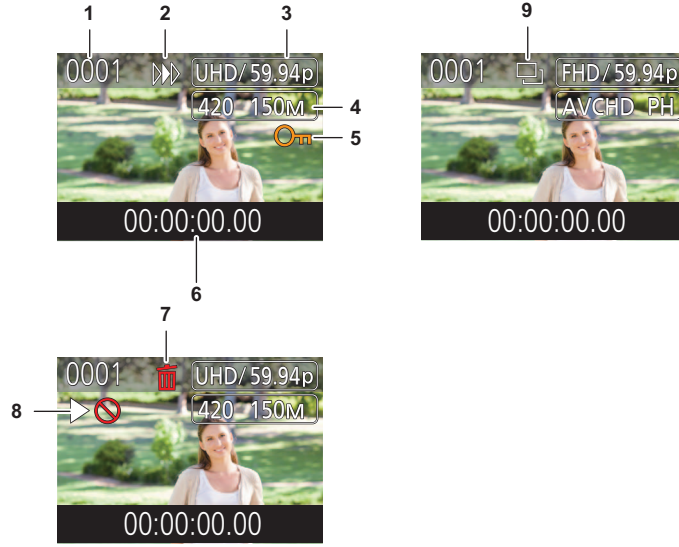 1 2 3 9
0001 UHD/59.94p 0001 FHD/59.94p
420 150M 4 AVCHD PH
5
00:00:00.00 00:00:00.00
6
7
0001 UHD/59.94p
8 420 150M
00:00:00.00